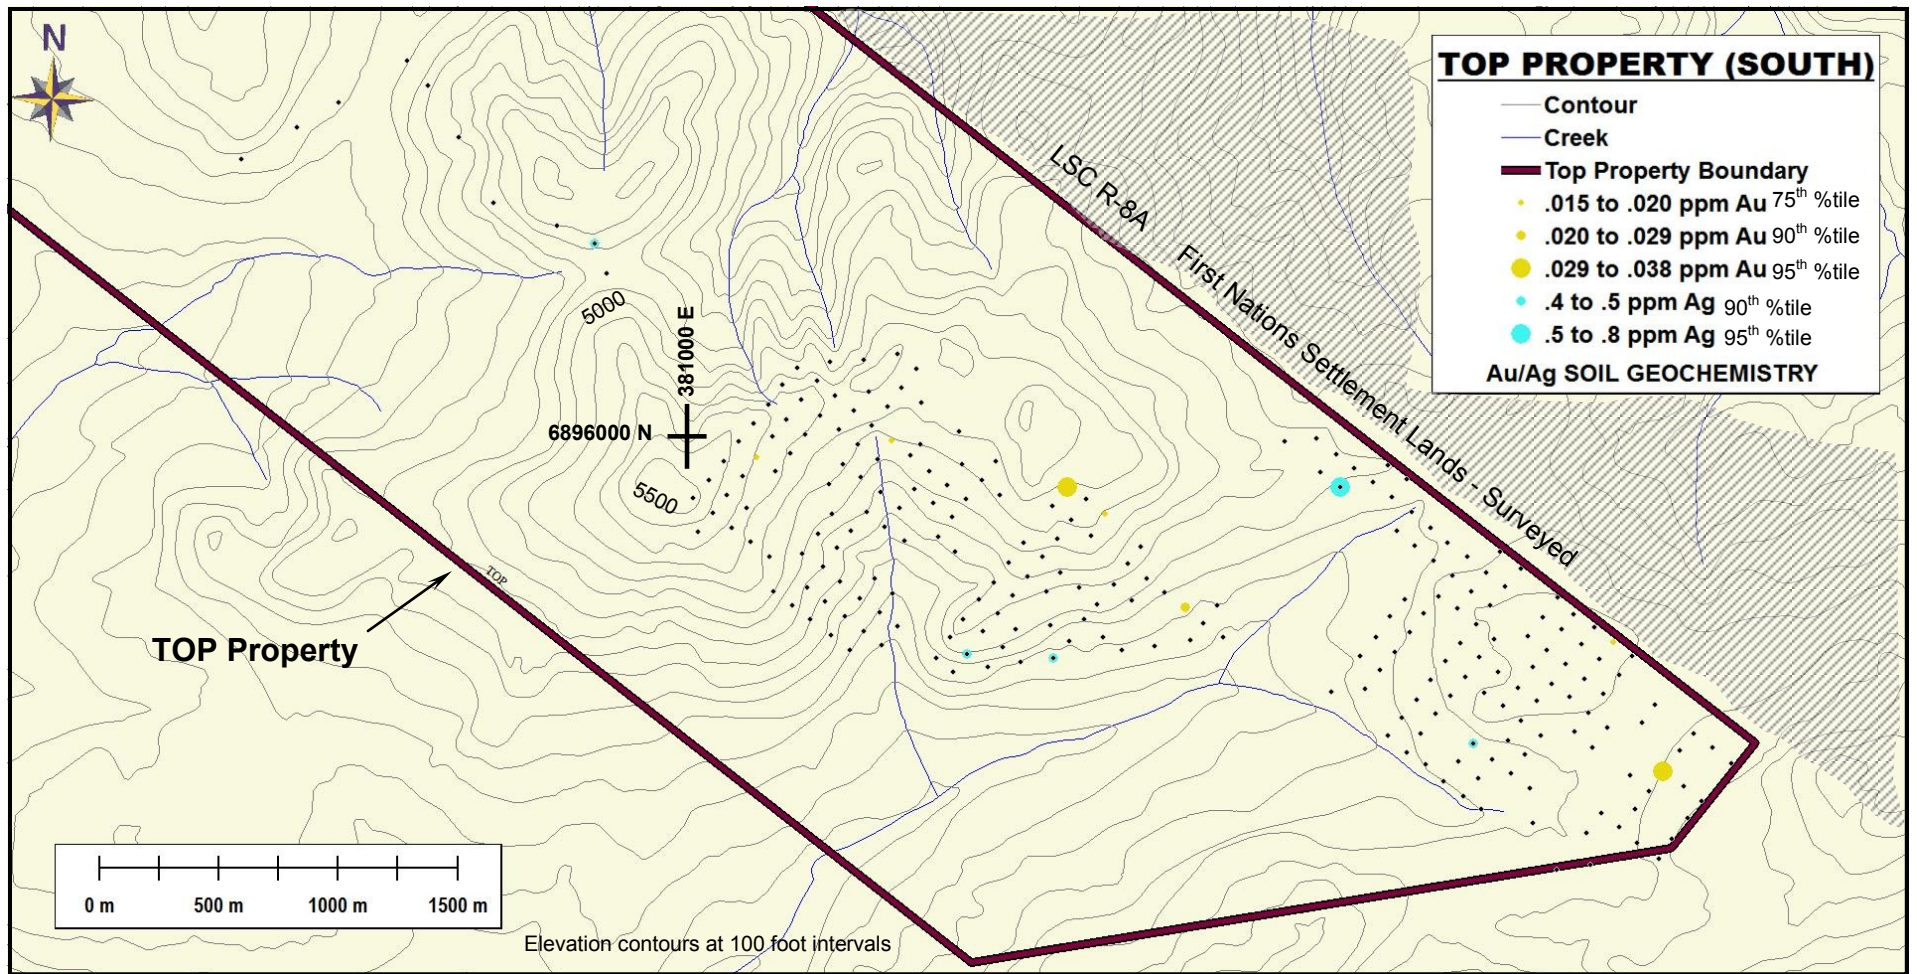 N
TOP PROPERTY (SOUTH)
Contour
Creek
Top Property Boundary
.015 to .020 ppm Au 75th %tile
.020 to .029 ppm Au 90th %tile
.029 to .038 ppm Au 95th %tile
.4 to .5 ppm Ag 90th %tile
.5 to .8 ppm Ag 95th %tile
Au/Ag SOIL GEOCHEMISTRY
LSC R-8A
First Nations Settlement Lands - Surveyed
5000
381000 E
6896000 N
5500
TOP
TOP Property
0 m 500 m 1000 m 1500 m
Elevation contours at 100 foot intervals